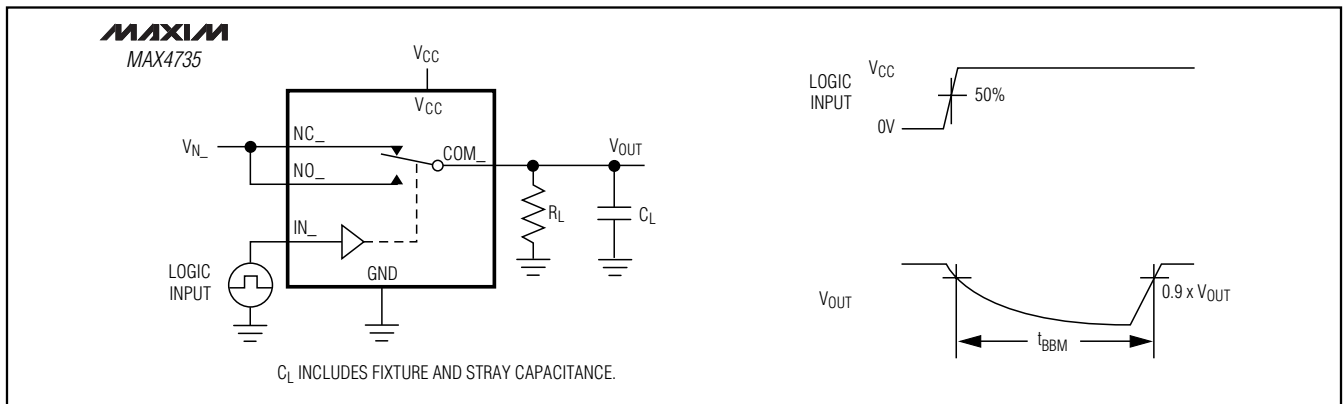 MAXIM
MAX4735
VCC
VCC
VN_
NC_
NO_
COM_
VOUT
IN_
RL
CL
LOGIC
INPUT
GND
CL INCLUDES FIXTURE AND STRAY CAPACITANCE.
LOGIC
INPUT
VCC
50%
0V
VOUT
0.9 x VOUT
tBBM